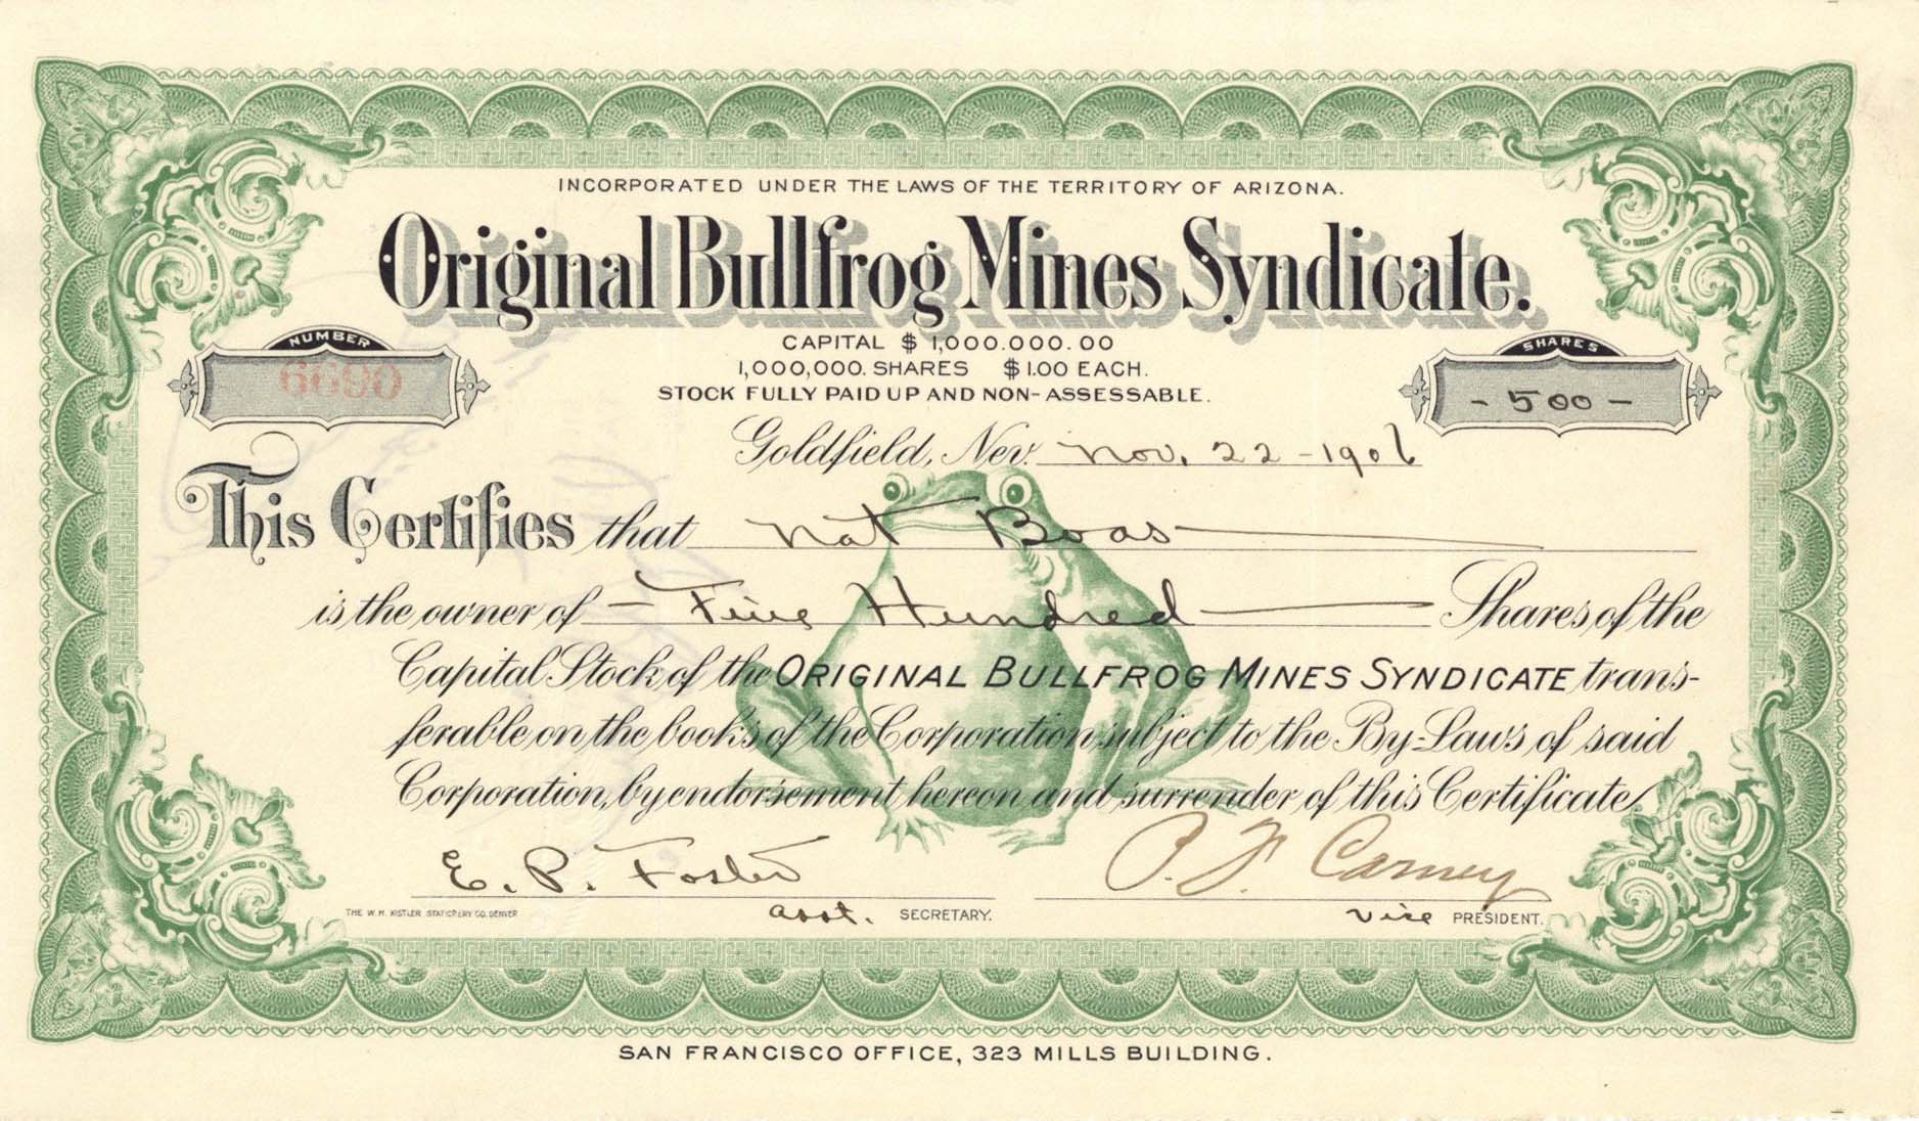 INCORPORATED UNDER THE LAWS OF THE TERRITORY OF ARIZONA.
Original Bullfrog Mines Syndicate.
CAPITAL $ 1,000.000.00
1,000,000. SHARES $1.00 EACH.
STOCK FULLY PAID UP AND NON-ASSESSABLE.
NUMBER
6690
SHARES
- 500 -
Goldfield, Nev. Nov. 22 - 1906
This Certifies that Nat Boas
is the owner of - Five Hundred Shares of the
Capital Stock of the ORIGINAL BULLFROG MINES SYNDICATE trans-
ferable on the books of the Corporation subject to the By-Laws of said
Corporation, by endorsement hereon and surrender of this Certificate.
E. P. Foster
P. F. Carney
THE W.H. KISTLER STATIONERY CO. DENVER
asst. SECRETARY.
Vice PRESIDENT.
SAN FRANCISCO OFFICE, 323 MILLS BUILDING.